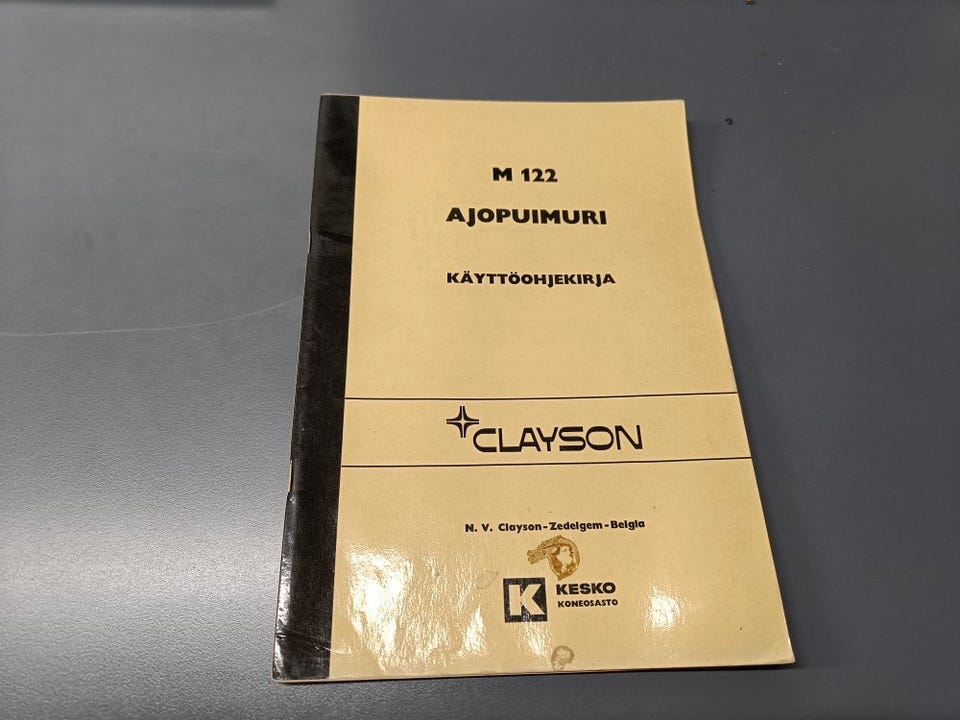 M 122
AJOPUIMURI
KÄYTTÖOHJEKIRJA
CLAYSON
N. V. Clayson-Zedelgem-Belgia
K KESKO
KONEOSASTO